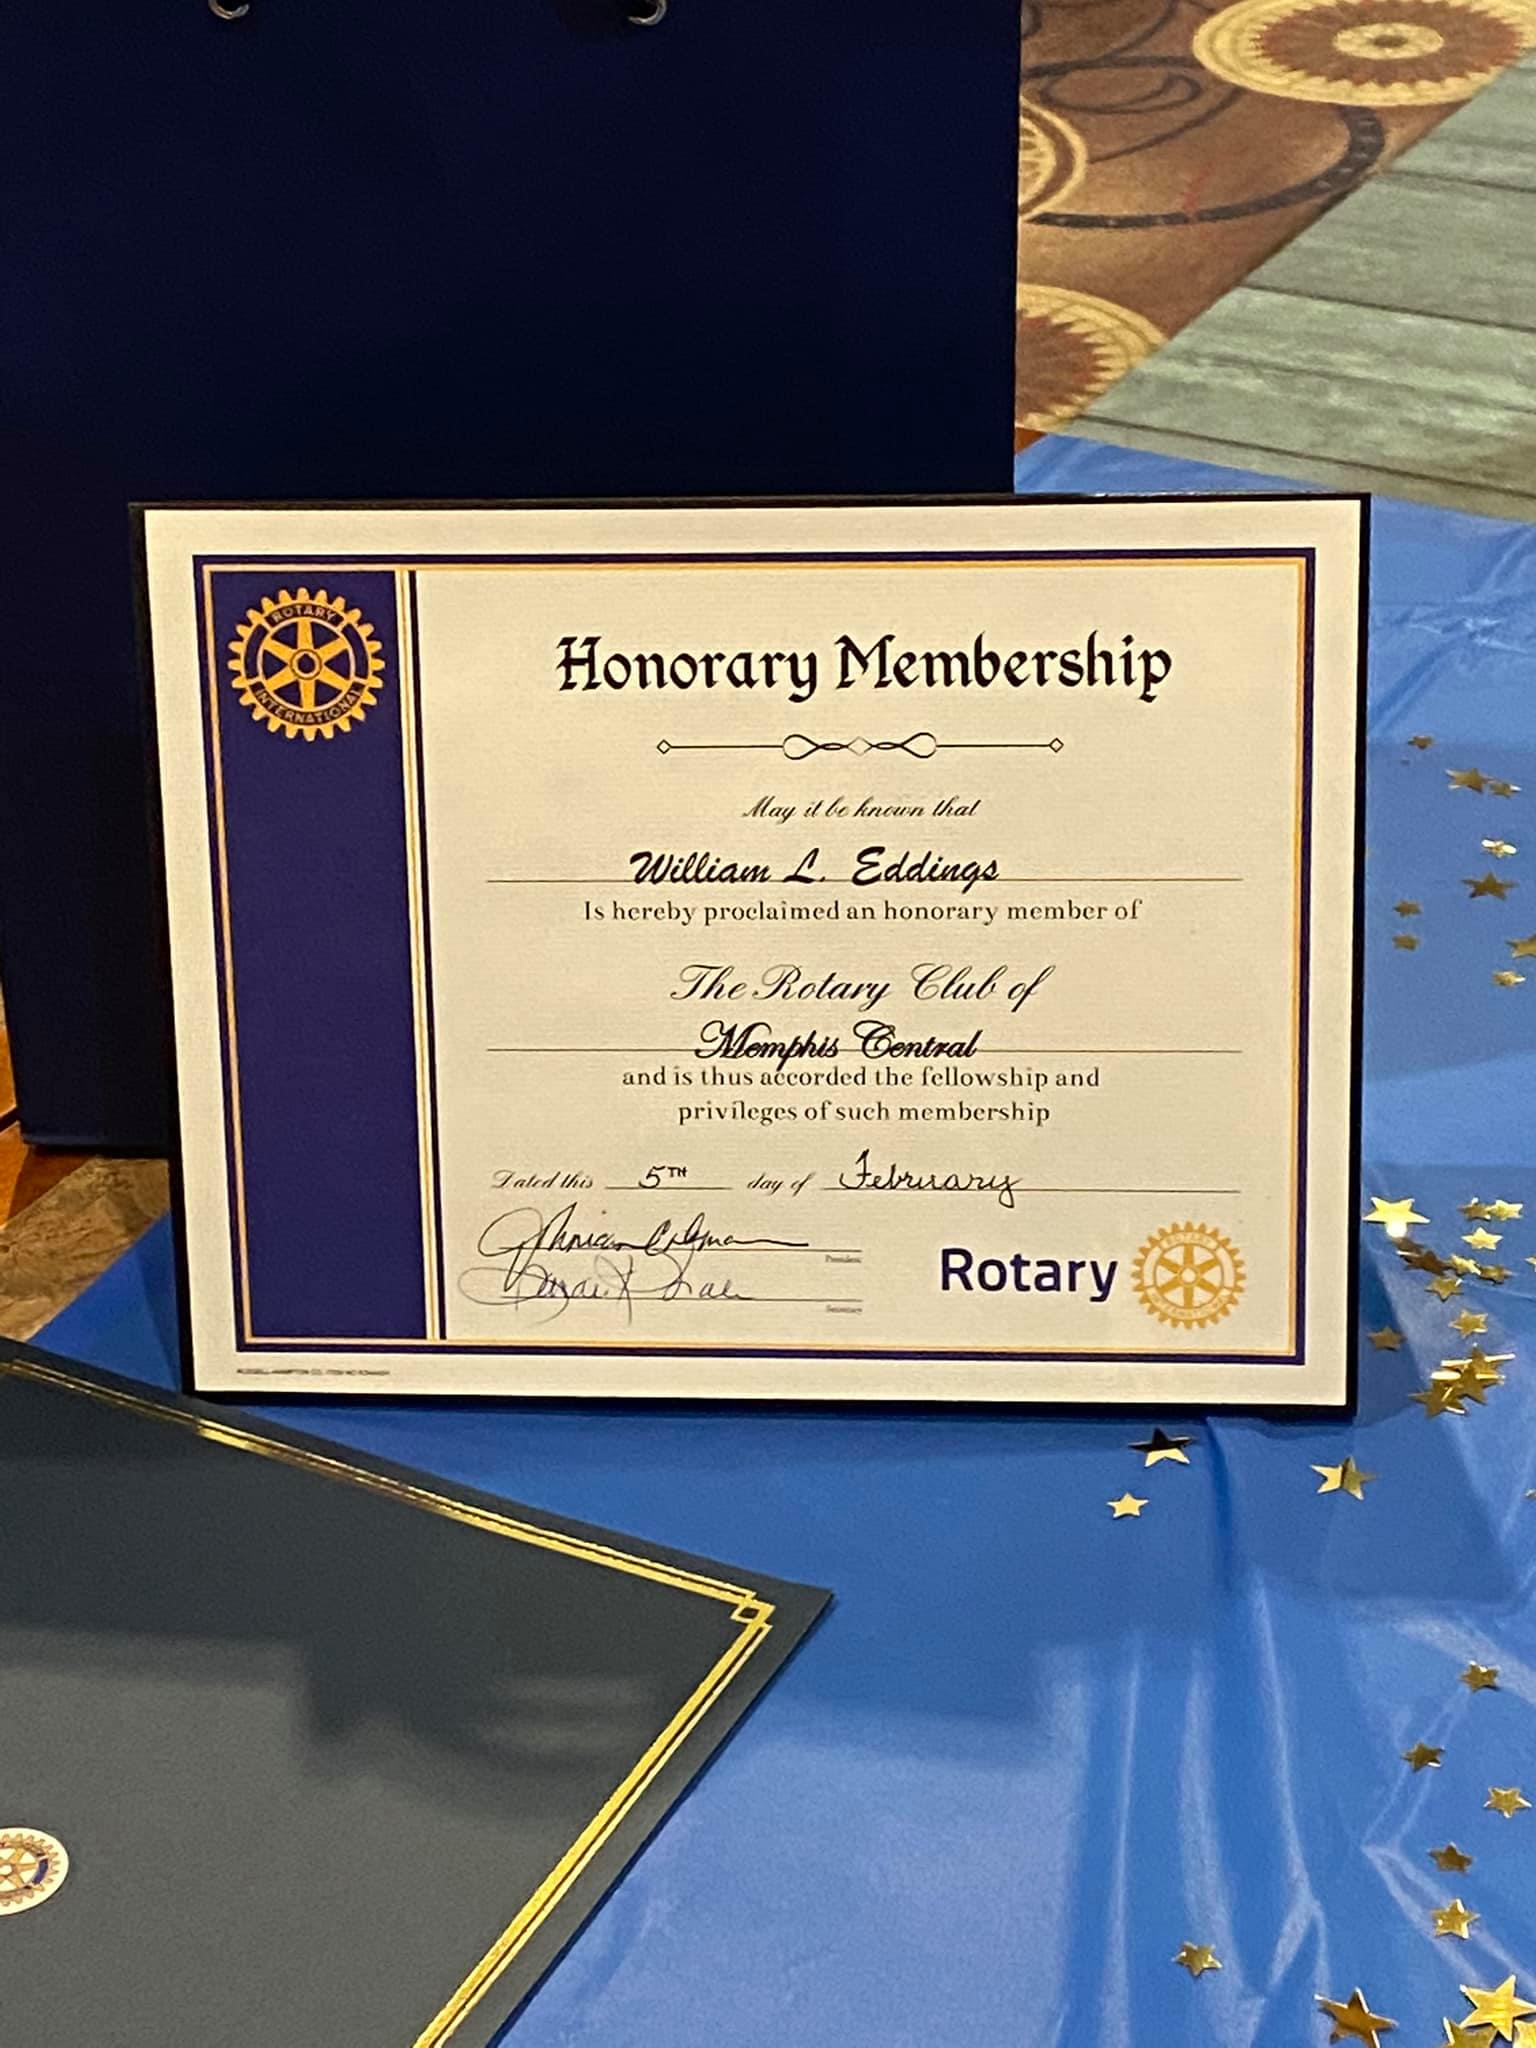 ROTARY
INTERNATIONAL
Honorary Membership
May it be known that
William L. Eddings
Is hereby proclaimed an honorary member of
The Rotary Club of
Memphis Central
and is thus accorded the fellowship and
privileges of such membership
Dated this 5TH day of February
President
Secretary
Rotary
ROTARY
INTERNATIONAL